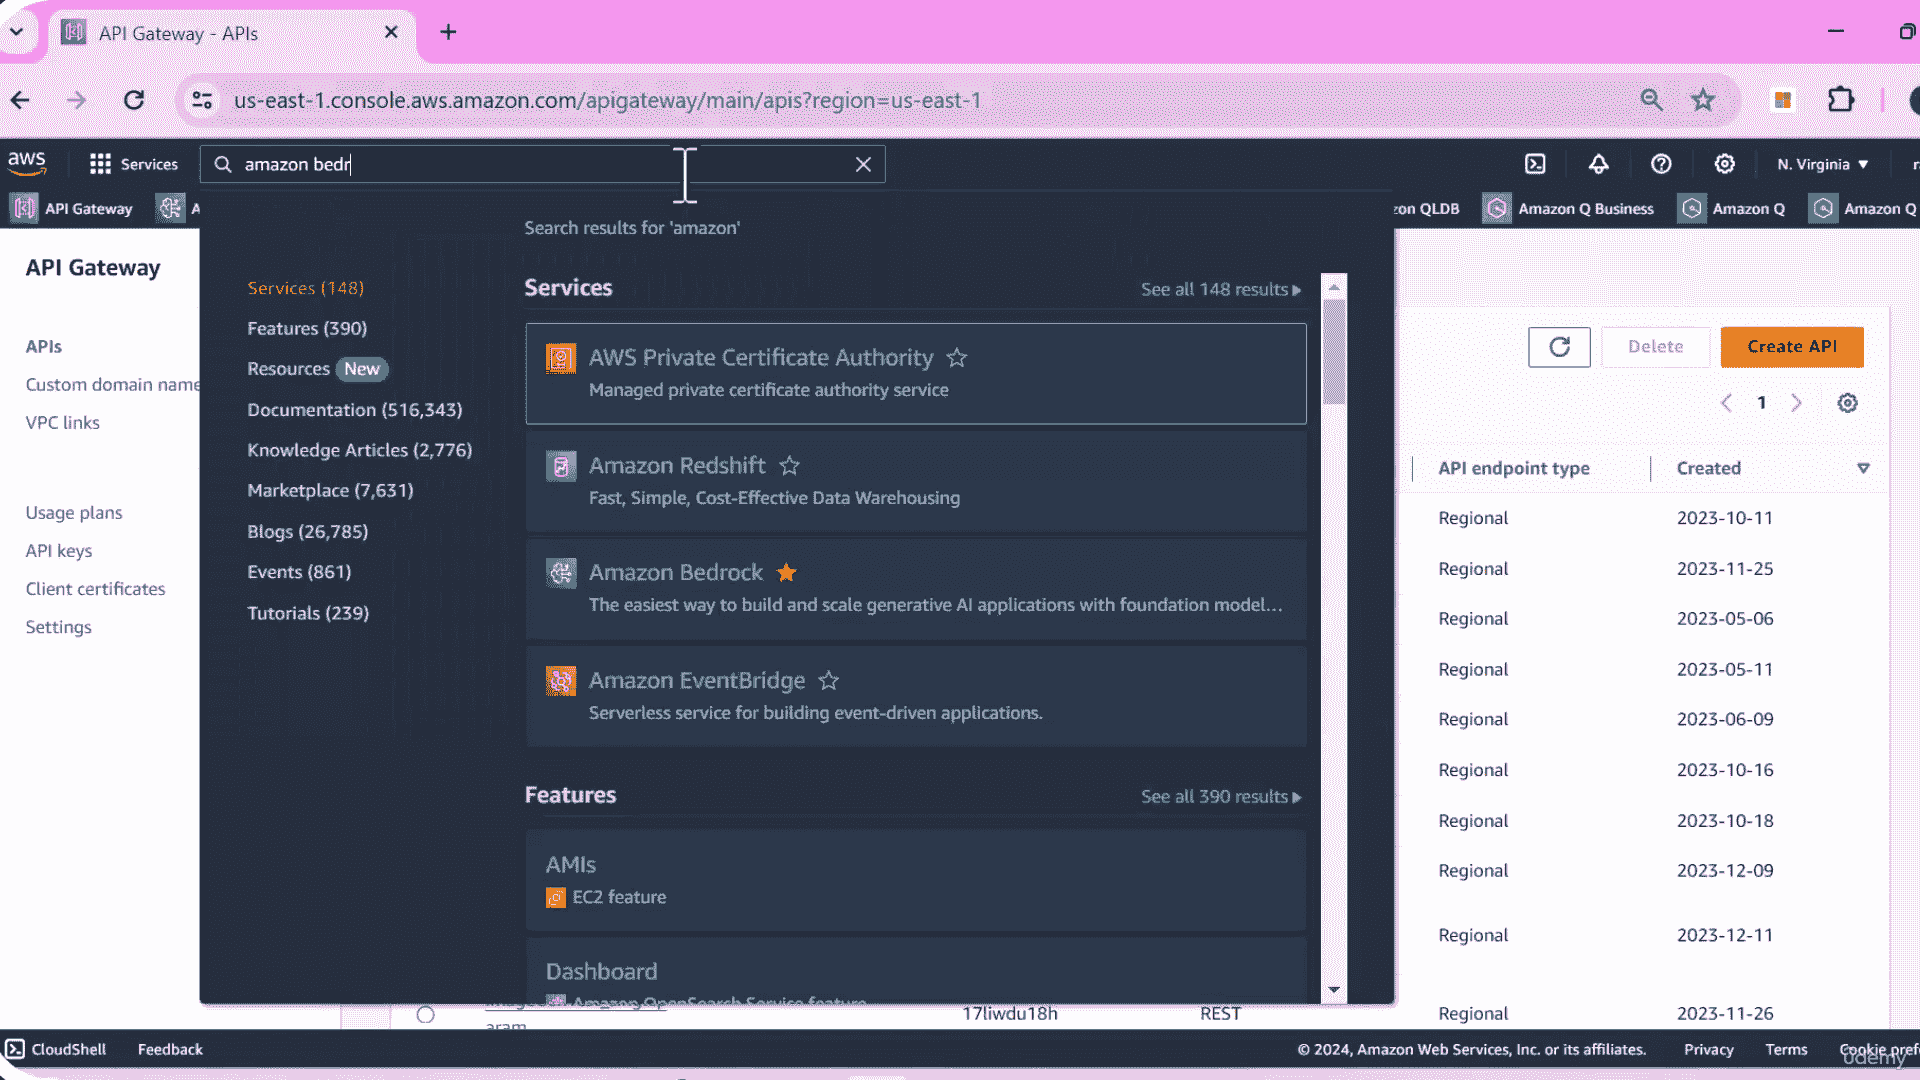 API Gateway - APIs
us-east-1.console.aws.amazon.com/apigateway/main/apis?region=us-east-1
aws
Services
amazon bedr
N. Virginia
API Gateway
A
zon QLDB
Amazon Q Business
Amazon Q
Amazon Q
API Gateway
APIs
Custom domain name
VPC links
Usage plans
API keys
Client certificates
Settings
Search results for 'amazon'
Services (148)
Features (390)
Resources New
Documentation (516,343)
Knowledge Articles (2,776)
Marketplace (7,631)
Blogs (26,785)
Events (861)
Tutorials (239)
Services
See all 148 results
AWS Private Certificate Authority
Managed private certificate authority service
Amazon Redshift
Fast, Simple, Cost-Effective Data Warehousing
Amazon Bedrock
The easiest way to build and scale generative AI applications with foundation model...
Amazon EventBridge
Serverless service for building event-driven applications.
Features
See all 390 results
AMIs
EC2 feature
Dashboard
Amazon OpenSearch Service feature
Delete
Create API
1
API endpoint type
Created
Regional
2023-10-11
Regional
2023-11-25
Regional
2023-05-06
Regional
2023-05-11
Regional
2023-06-09
Regional
2023-10-16
Regional
2023-10-18
Regional
2023-12-09
Regional
2023-12-11
17liwdu18h
REST
Regional
2023-11-26
CloudShell
Feedback
© 2024, Amazon Web Services, Inc. or its affiliates.
Privacy
Terms
Cookie pref
udemy